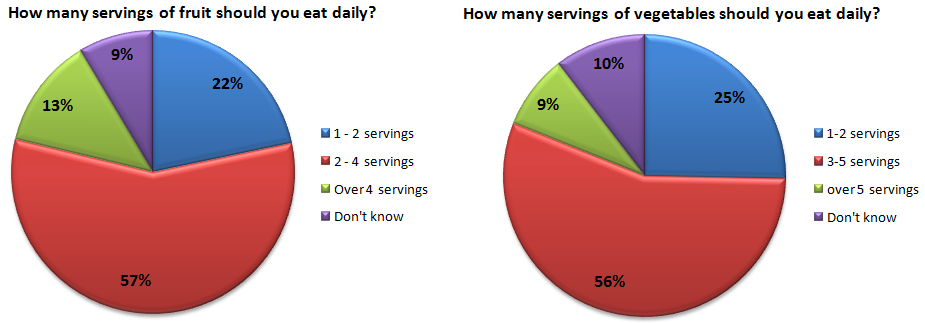 How many servings of fruit should you eat daily?
9%
22%
13%
57%
1 - 2 servings
2 - 4 servings
Over 4 servings
Don't know
How many servings of vegetables should you eat daily?
10%
25%
9%
56%
1-2 servings
3-5 servings
over 5 servings
Don't know